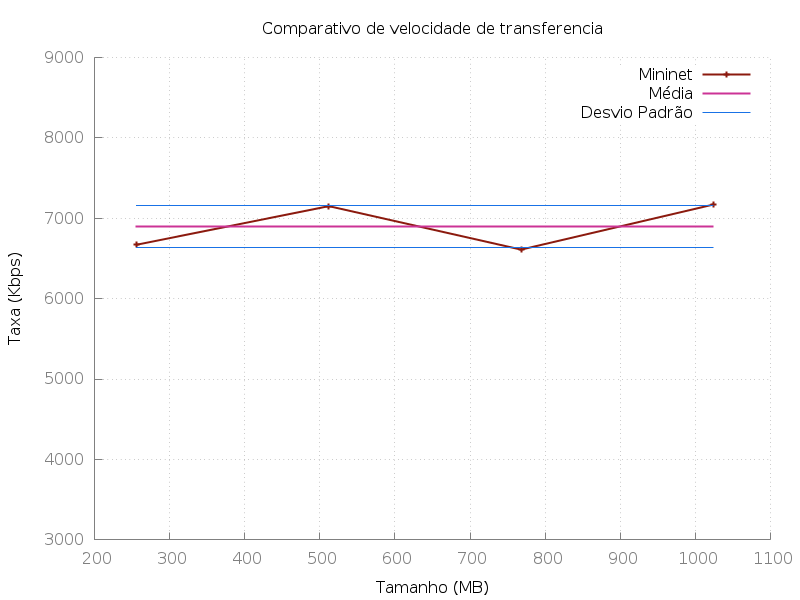 Comparativo de velocidade de transferencia
9000
8000
7000
6000
5000
4000
3000
Taxa (Kbps)
Mininet
Média
Desvio Padrão
200 300 400 500 600 700 800 900 1000 1100
Tamanho (MB)